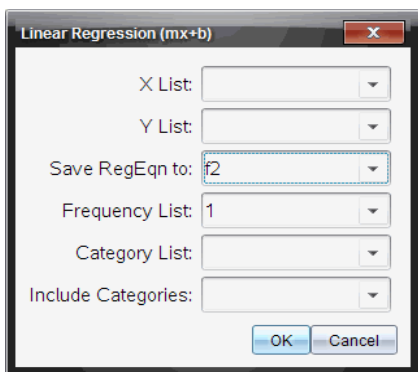 Linear Regression (mx+b)
X List:
Y List:
Save RegEqn to: f2
Frequency List: 1
Category List:
Include Categories:
OK Cancel